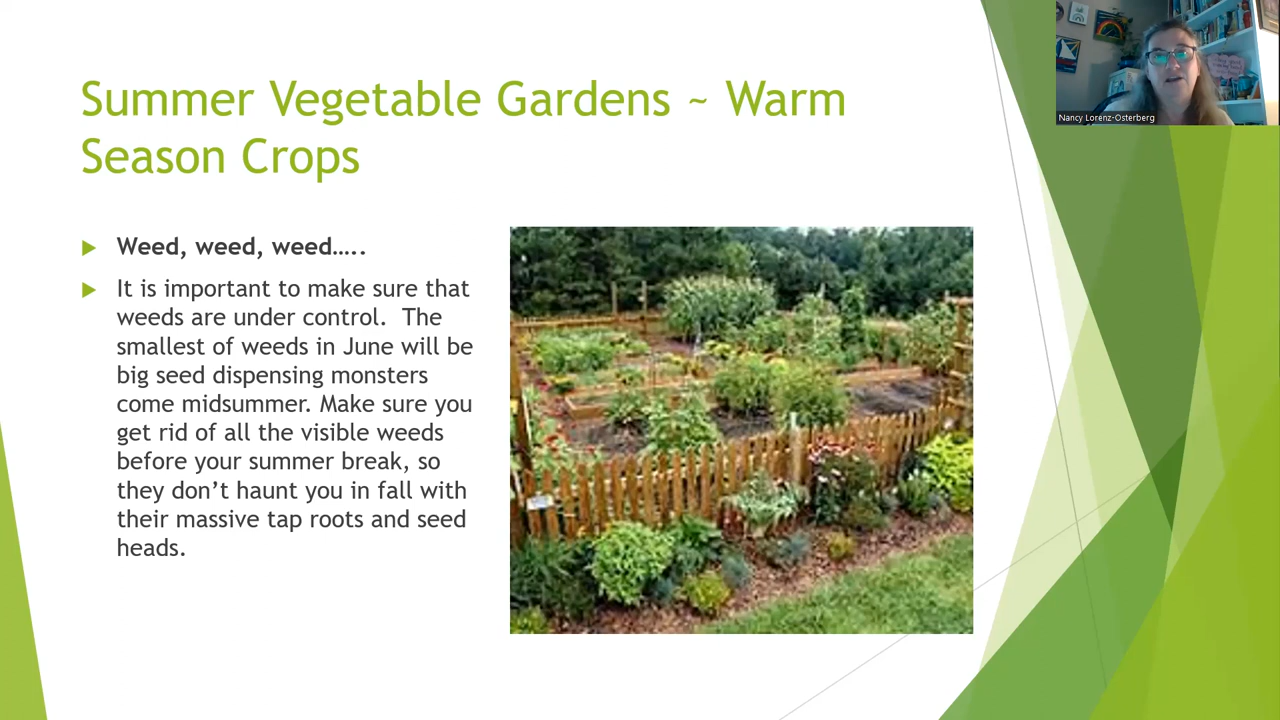 Summer Vegetable Gardens ~ Warm
Season Crops
Weed, weed, weed…..
It is important to make sure that
weeds are under control.  The
smallest of weeds in June will be
big seed dispensing monsters
come midsummer. Make sure you
get rid of all the visible weeds
before your summer break, so
they don’t haunt you in fall with
their massive tap roots and seed
heads.
Nancy Lorenz-Osterberg